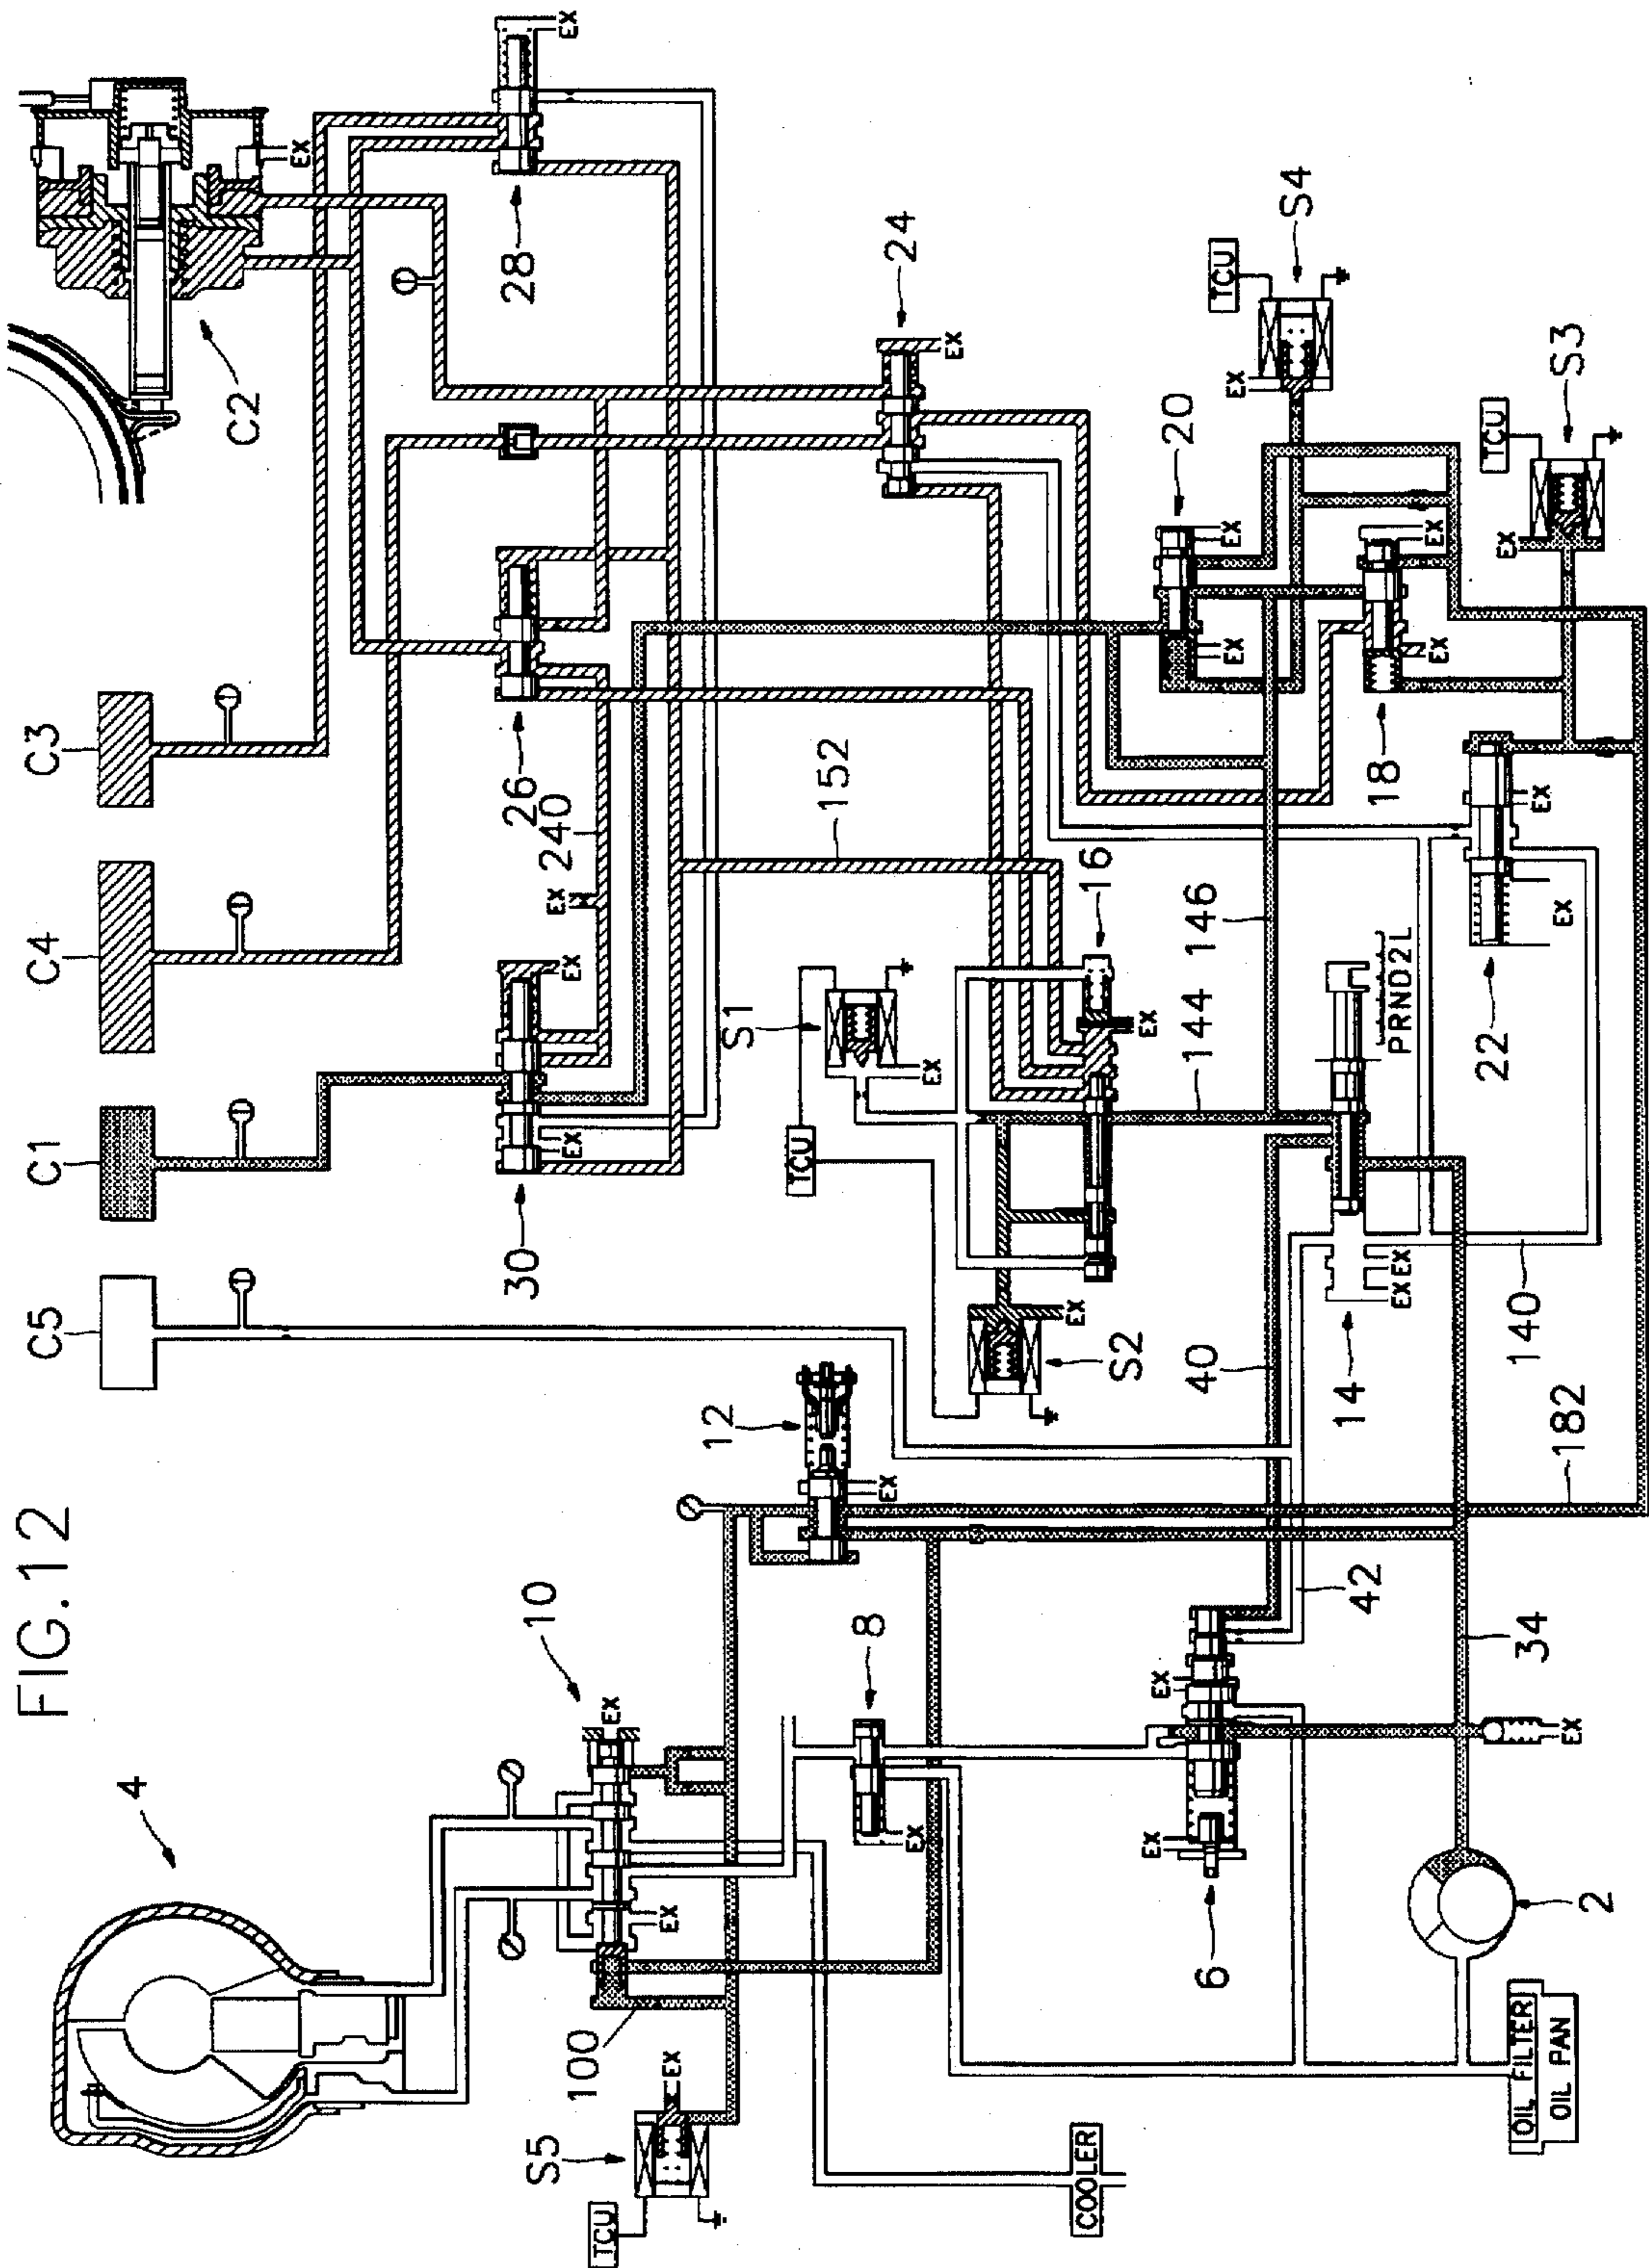 FIG.12
4
10
EX
EX
100
S5
EX
TCU
COOLER
8
EX
12
EX
C5
C1
C4
C3
C2
EX
30
EX
EX
EX
240
26
28
EX
152
24
EX
S1
TCU
EX
16
EX
S2
EX
144
146
20
EX
EX
TCU
S4
EX
18
EX
EX
TCU
S3
EX
22
EX
EX
PRND2L
14
EX
EX
EX
140
40
182
42
34
6
EX
EX
EX
2
OIL FILTER
OIL PAN